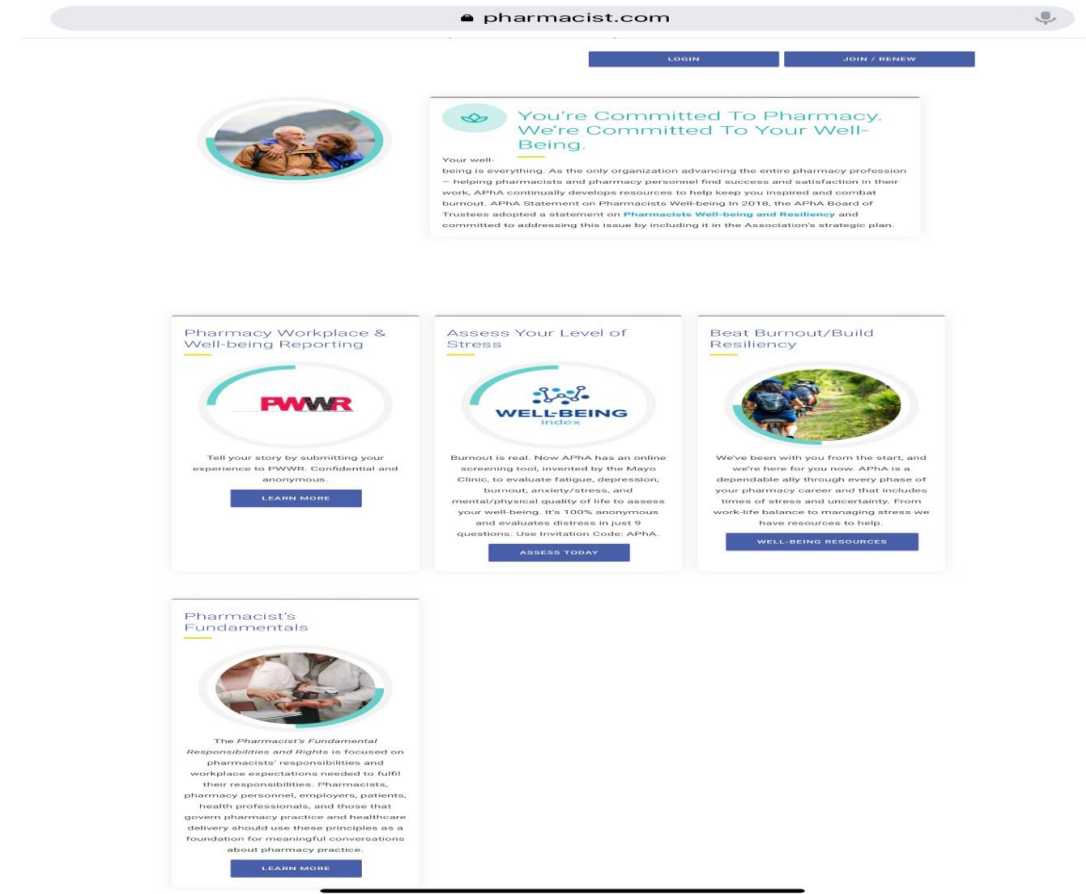 pharmacist.com
LOGIN
JOIN / RENEW
You're Committed To Pharmacy.
We're Committed To Your Well-
Being.
Your well-
being is everything. As the only organization advancing the entire pharmacy profession
– helping pharmacists and pharmacy personnel find success and satisfaction in their
work, APhA continually develops resources to help keep you inspired and combat
burnout. APhA Statement on Pharmacists Well-being In 2018, the APhA Board of
Trustees adopted a statement on Pharmacists Well-being and Resiliency and
committed to addressing this issue by including it in the Association's strategic plan.
Pharmacy Workplace &
Well-being Reporting
PWWR
Tell your story by submitting your
experience to PWWR. Confidential and
anonymous.
LEARN MORE
Assess Your Level of
Stress
WELL-BEING
index
Burnout is real. Now APhA has an online
screening tool, invented by the Mayo
Clinic, to evaluate fatigue, depression,
burnout, anxiety/stress, and
mental/physical quality of life to assess
your well-being. It's 100% anonymous
and evaluates distress in just 9
questions. Use Invitation Code: APhA.
ASSESS TODAY
Beat Burnout/Build
Resiliency
We've been with you from the start, and
we're here for you now. APhA is a
dependable ally through every phase of
your pharmacy career and that includes
times of stress and uncertainty. From
work-life balance to managing stress we
have resources to help.
WELL-BEING RESOURCES
Pharmacist's
Fundamentals
The Pharmacist's Fundamental
Responsibilities and Rights is focused on
pharmacists' responsibilities and
workplace expectations needed to fulfil
their responsibilities. Pharmacists,
pharmacy personnel, employers, patients,
health professionals, and those that
govern pharmacy practice and healthcare
delivery should use these principles as a
foundation for meaningful conversations
about pharmacy practice.
LEARN MORE